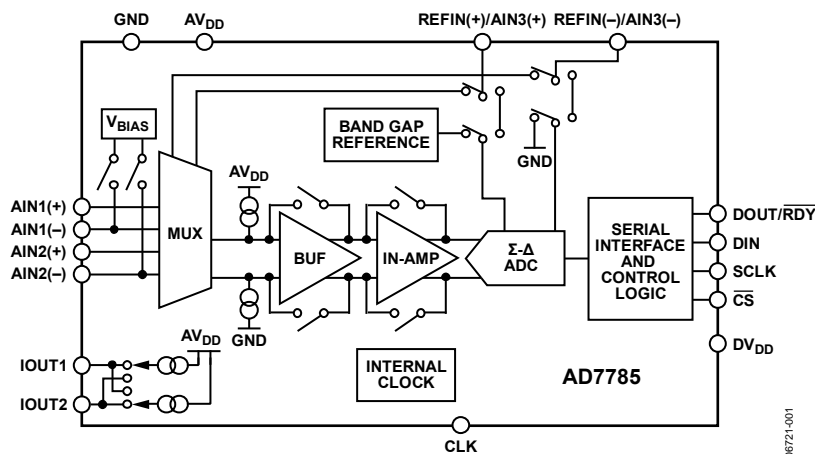 GND
AVDD
REFIN(+)/AIN3(+)
REFIN(–)/AIN3(–)
VBIAS
BAND GAP
REFERENCE
GND
AVDD
AIN1(+)
AIN1(–)
AIN2(+)
AIN2(–)
MUX
BUF
IN-AMP
Σ-Δ
ADC
SERIAL
INTERFACE
AND
CONTROL
LOGIC
DOUT/RDY
DIN
SCLK
CS
GND
AVDD
IOUT1
IOUT2
INTERNAL
CLOCK
AD7785
DVDD
CLK
06721-001